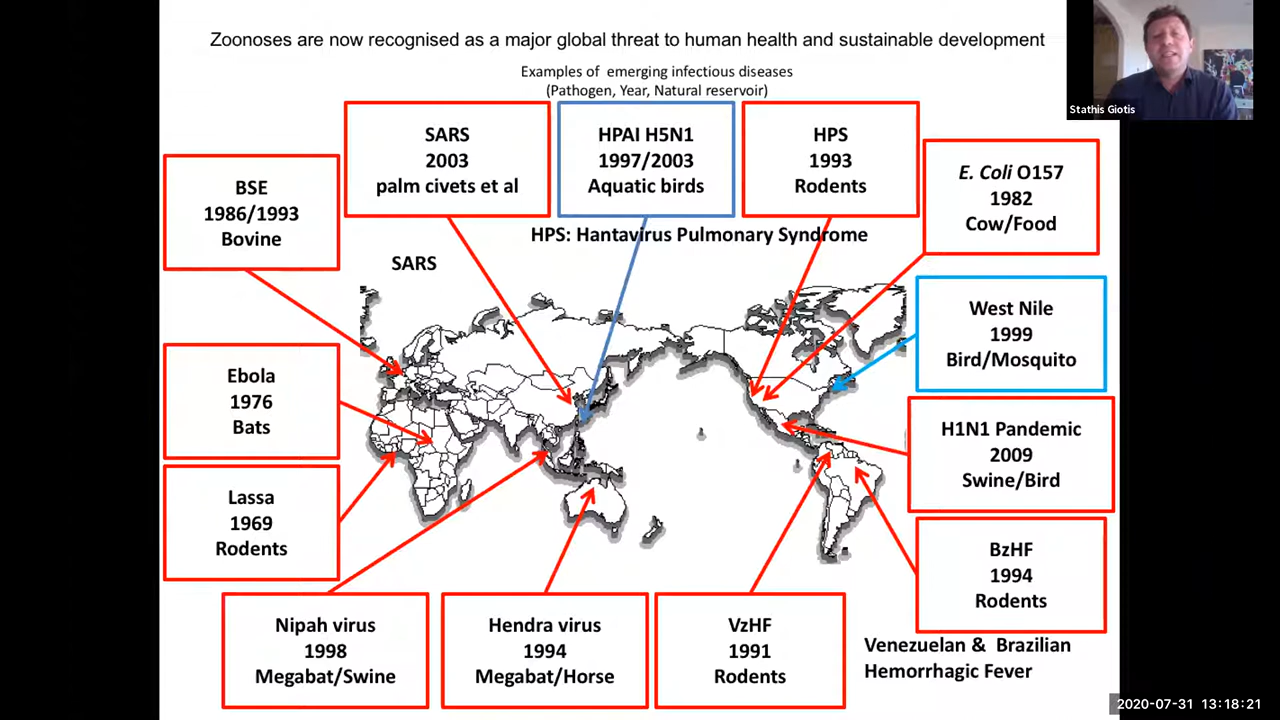 Zoonoses are now recognised as a major global threat to human health and sustainable development
Stathis Giotis
Examples of emerging infectious diseases
(Pathogen, Year, Natural reservoir)
SARS
2003
palm civets et al
HPAI H5N1
1997/2003
Aquatic birds
HPS
1993
Rodents
E. Coli O157
1982
Cow/Food
BSE
1986/1993
Bovine
HPS: Hantavirus Pulmonary Syndrome
SARS
West Nile
1999
Bird/Mosquito
Ebola
1976
Bats
H1N1 Pandemic
2009
Swine/Bird
Lassa
1969
Rodents
BzHF
1994
Rodents
Nipah virus
1998
Megabat/Swine
Hendra virus
1994
Megabat/Horse
VzHF
1991
Rodents
Venezuelan & Brazilian
Hemorrhagic Fever
2020-07-31 13:18:21